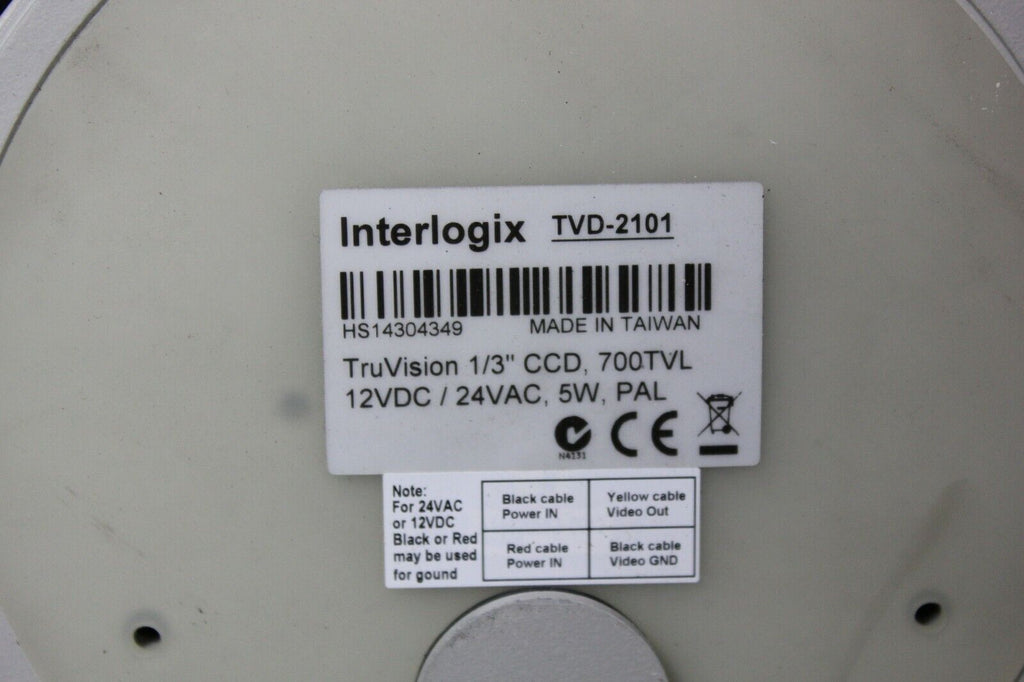 Interlogix TVD-2101
HS14304349 MADE IN TAIWAN
TruVision 1/3" CCD, 700TVL
12VDC / 24VAC, 5W, PAL
N4131
CE
Note:
For 24VAC
or 12VDC
Black or Red
may be used
for gound
Black cable
Power IN
Yellow cable
Video Out
Red cable
Power IN
Black cable
Video GND